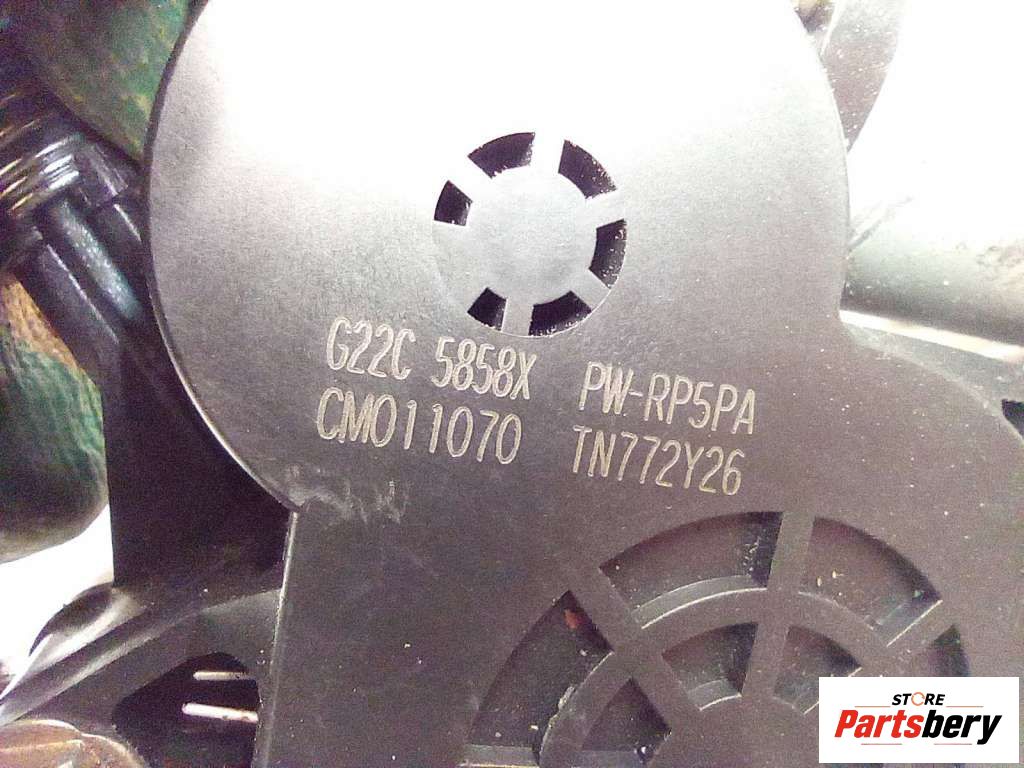 G22C 5858X PW-RP5PA
CM011070 TN772Y26
STORE
Partsbery